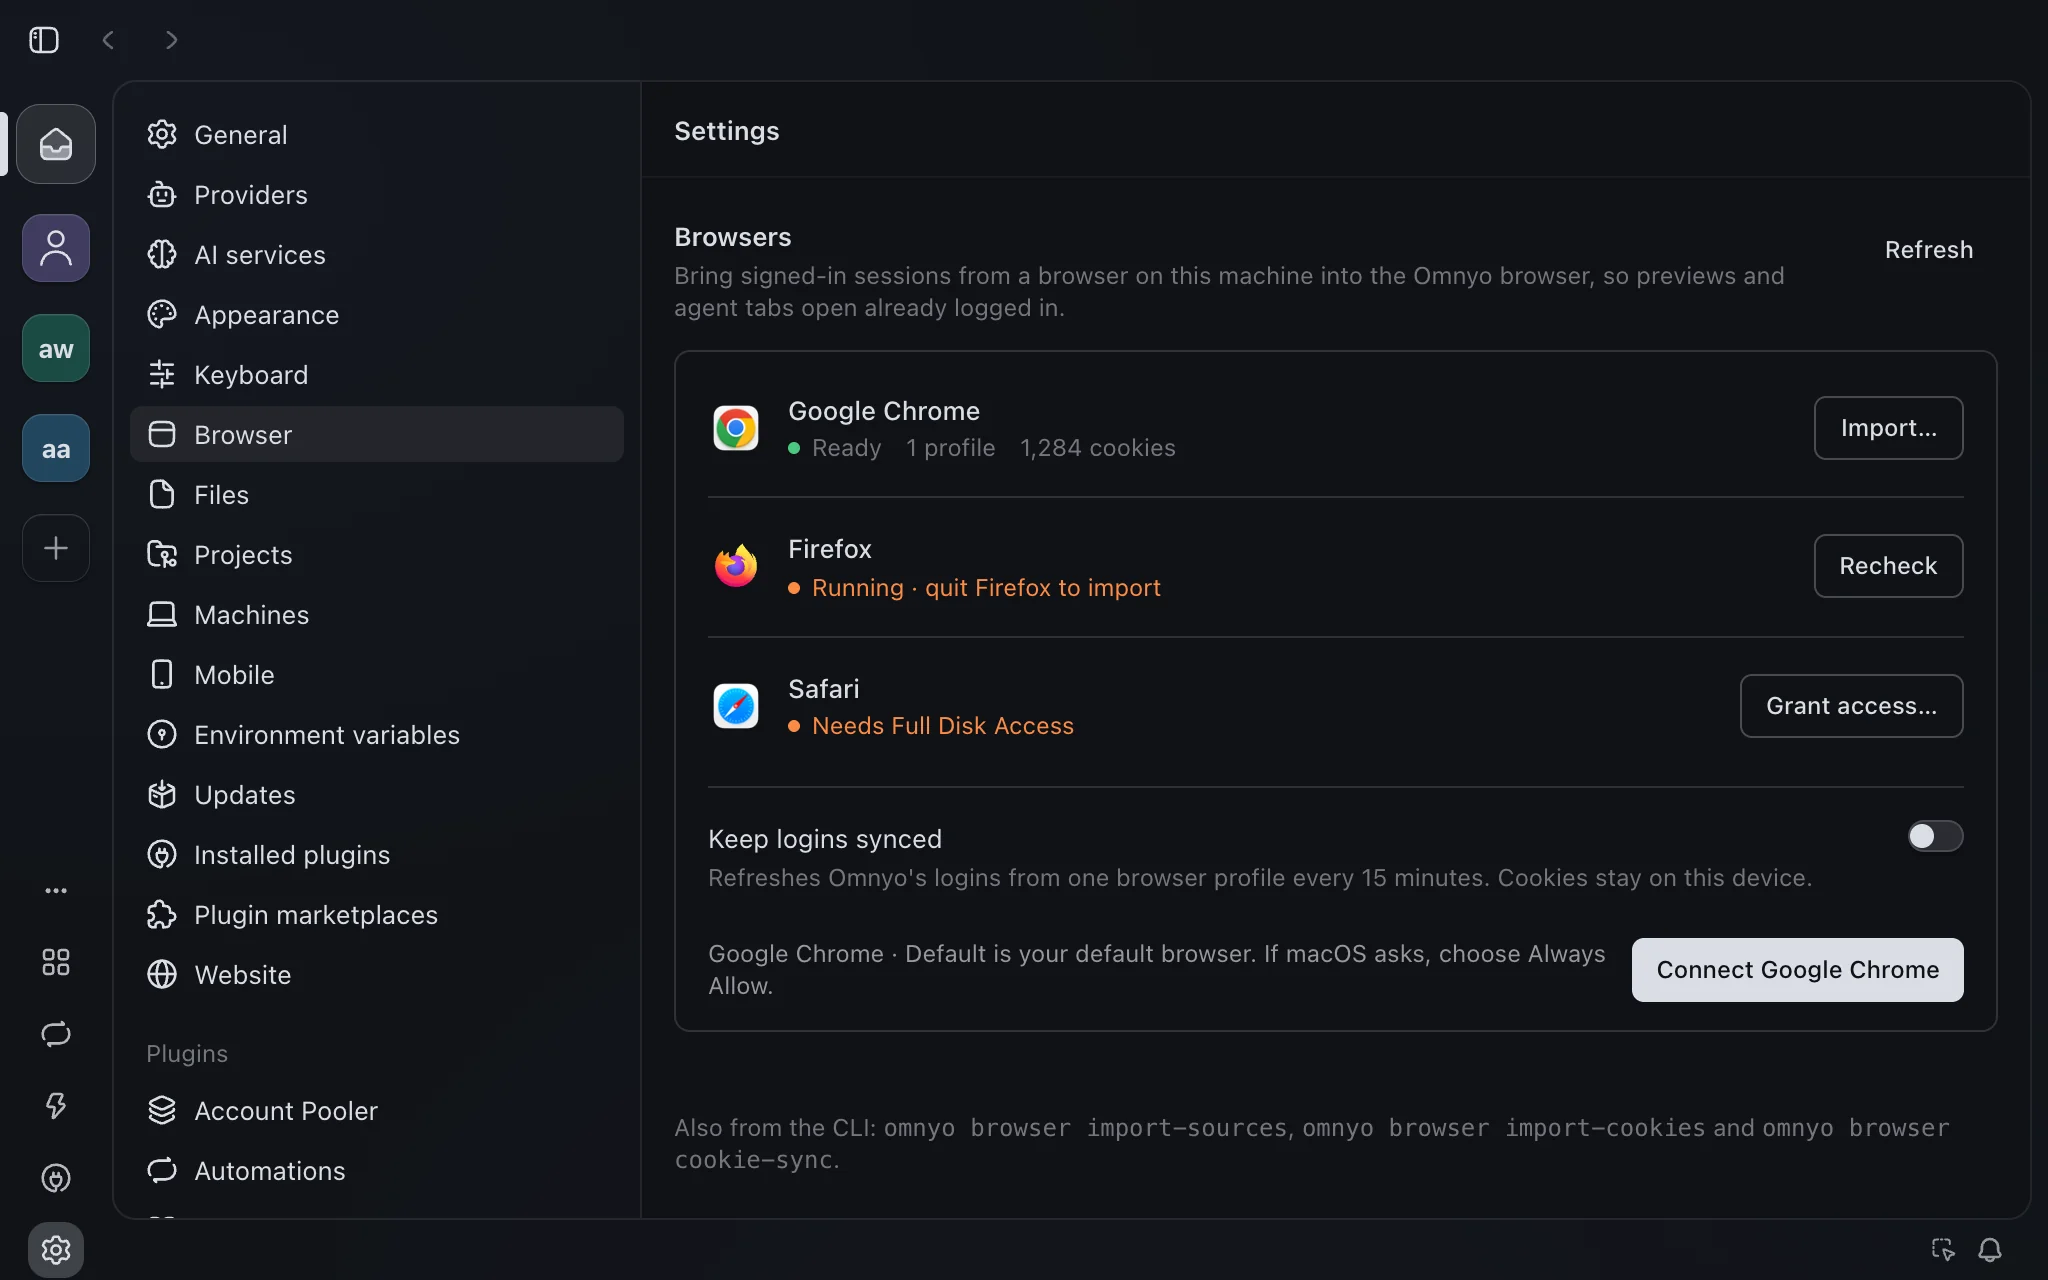 General
Providers
AI services
Appearance
Keyboard
Browser
Files
Projects
Machines
Mobile
Environment variables
Updates
Installed plugins
Plugin marketplaces
Website
Plugins
Account Pooler
Automations
aw
aa
Settings
Browsers
Bring signed-in sessions from a browser on this machine into the Omnyo browser, so previews and
agent tabs open already logged in.
Refresh
Google Chrome
Ready 1 profile 1,284 cookies
Import...
Firefox
Running · quit Firefox to import
Recheck
Safari
Needs Full Disk Access
Grant access...
Keep logins synced
Refreshes Omnyo's logins from one browser profile every 15 minutes. Cookies stay on this device.
Google Chrome · Default is your default browser. If macOS asks, choose Always
Allow.
Connect Google Chrome
Also from the CLI: omnyo browser import-sources, omnyo browser import-cookies and omnyo browser
cookie-sync.